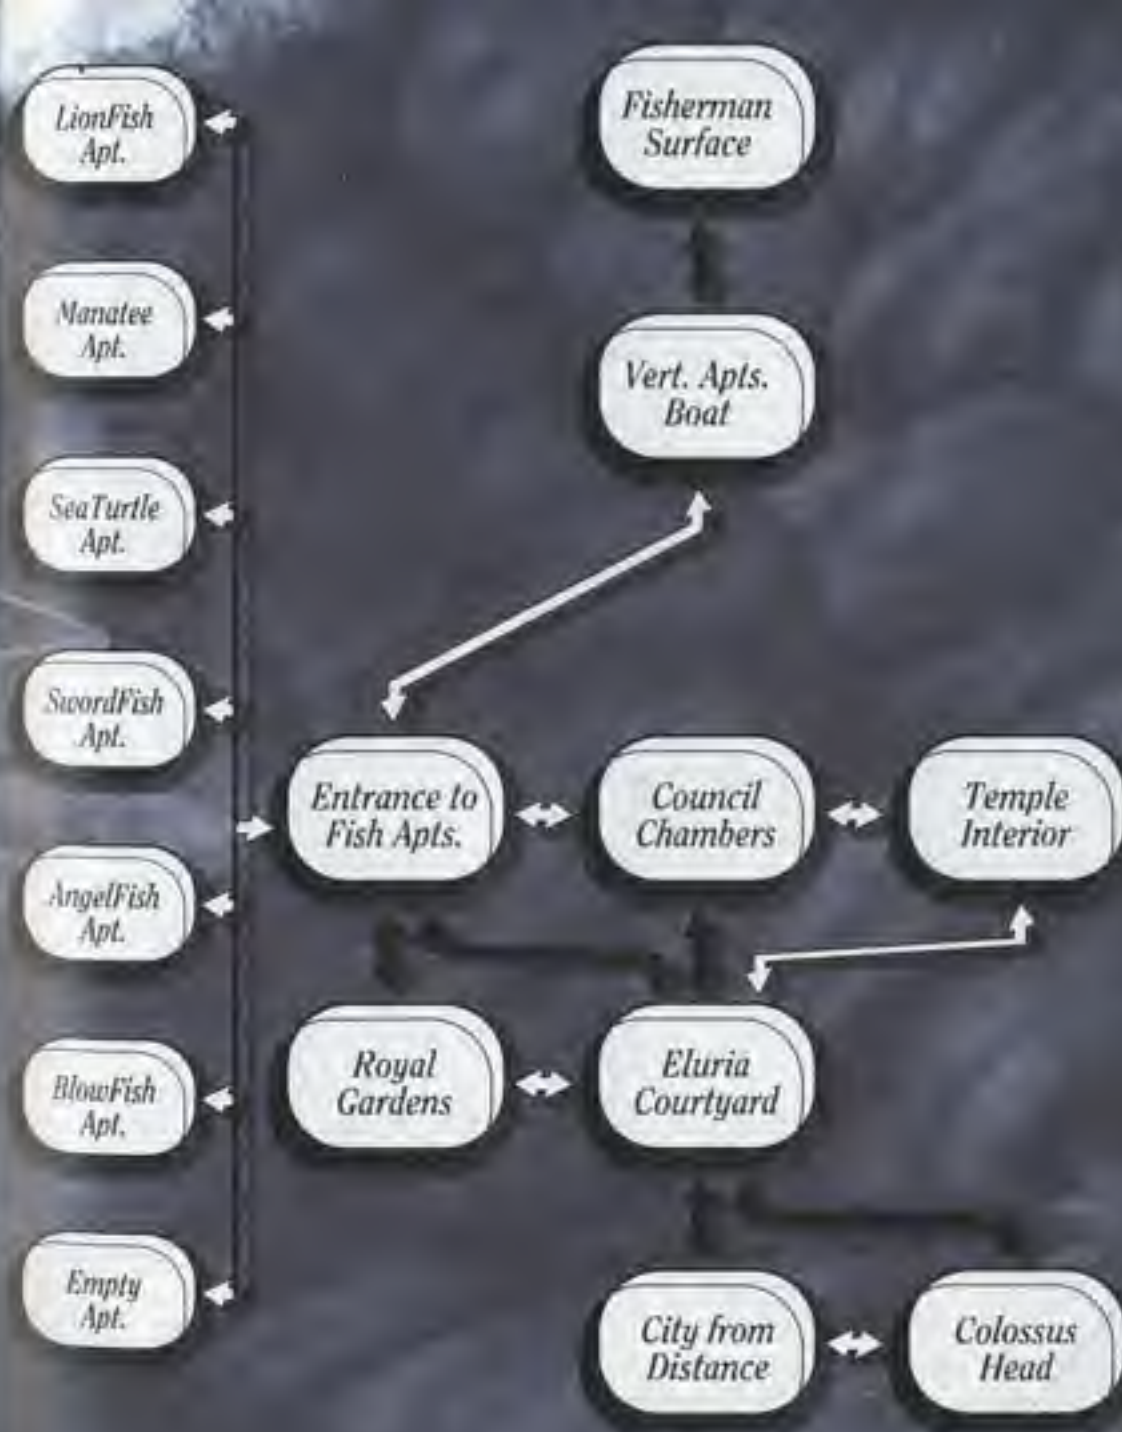 LionFish
Apt.
Manatee
Apt.
SeaTurtle
Apt.
SwordFish
Apt.
AngelFish
Apt.
BlowFish
Apt.
Empty
Apt.
Fisherman
Surface
Vert. Apts.
Boat
Entrance to
Fish Apts.
Council
Chambers
Temple
Interior
Royal
Gardens
Eluria
Courtyard
City from
Distance
Colossus
Head